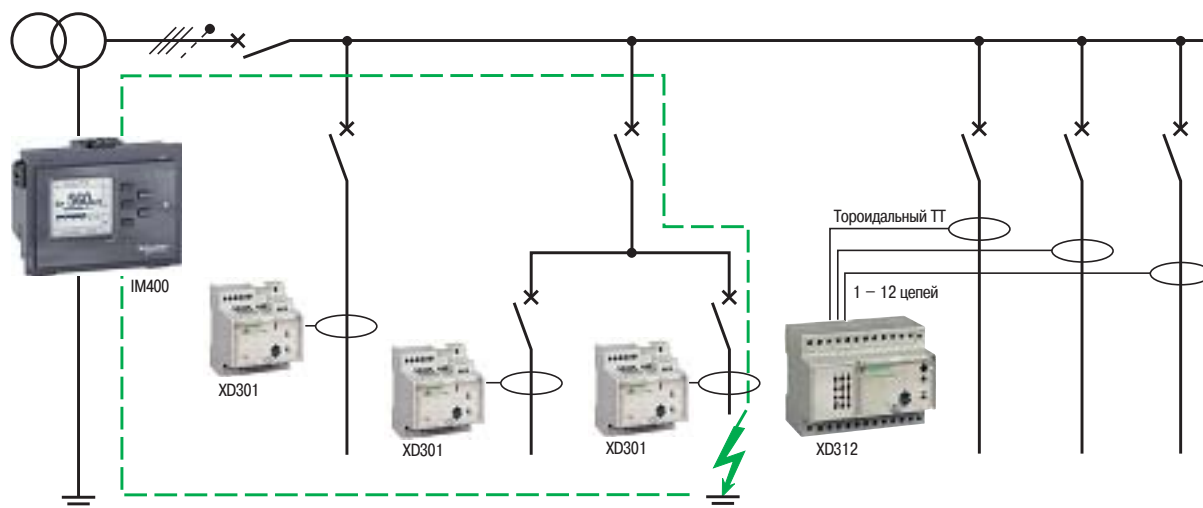 Тороидальный ТТ
IM400
1 – 12 цепей
XD301
XD301
XD301
XD312